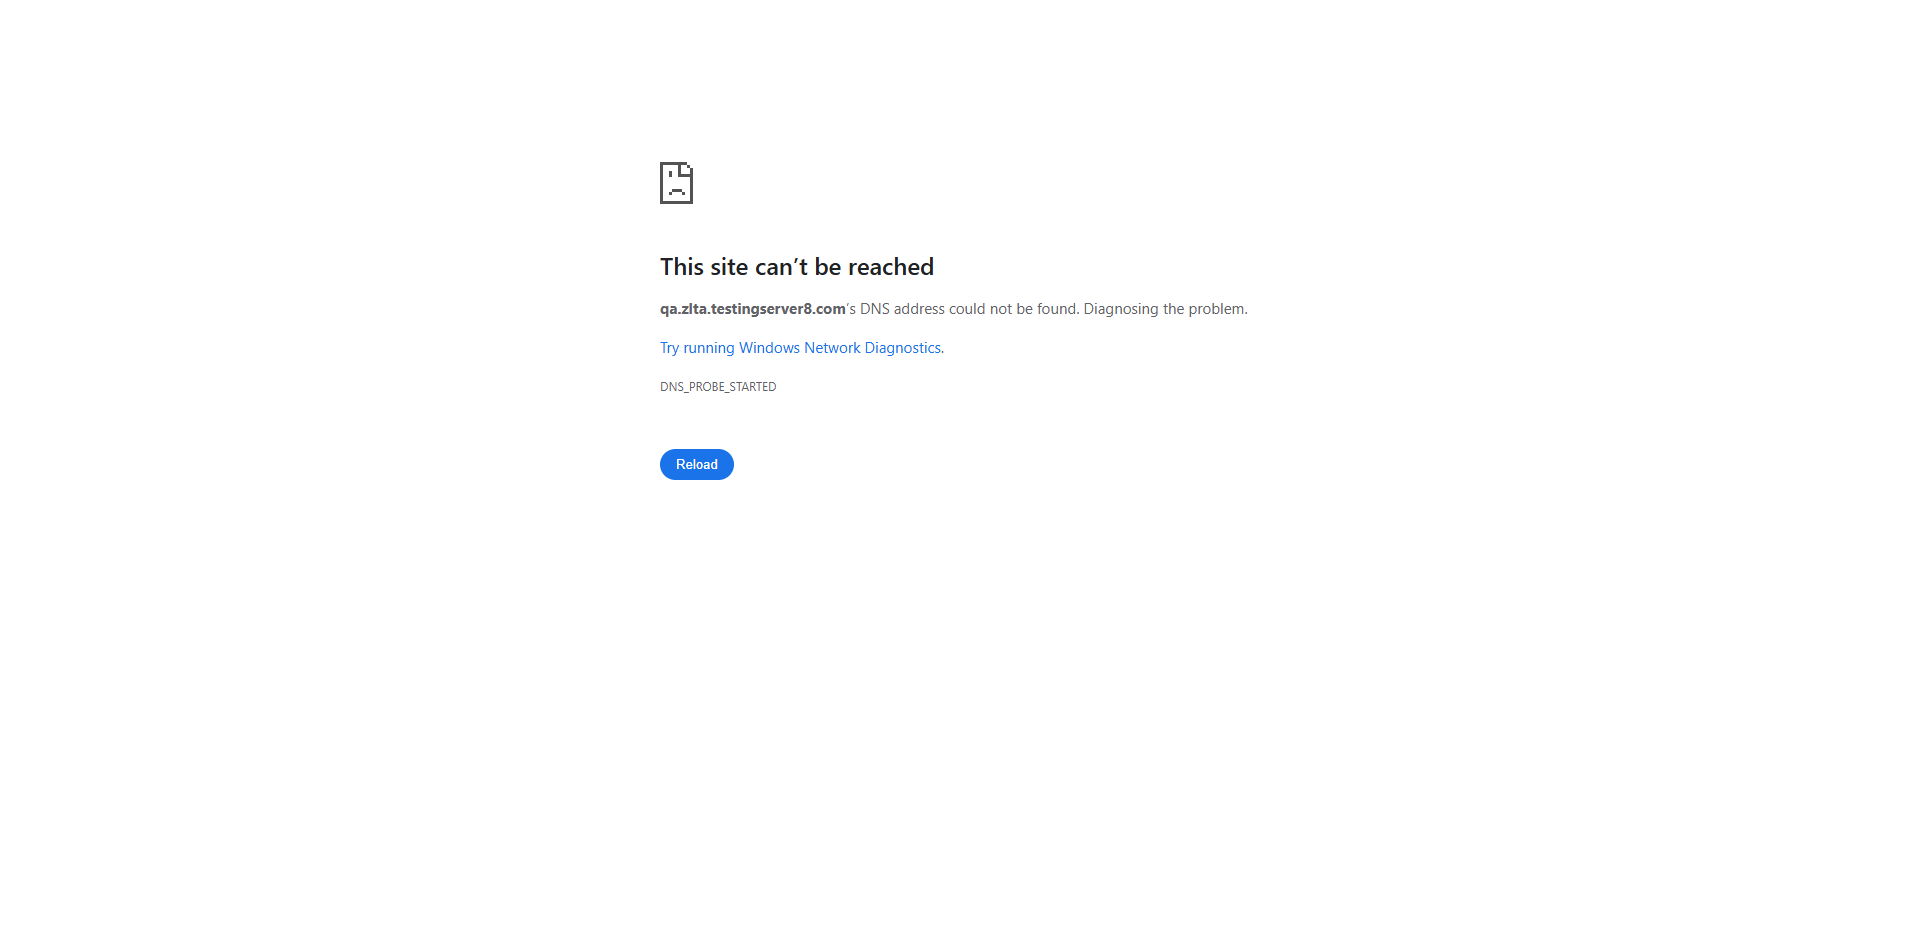 This site can’t be reached
qa.zlta.testingserver8.com’s DNS address could not be found. Diagnosing the problem.
Try running Windows Network Diagnostics.
DNS_PROBE_STARTED
Reload